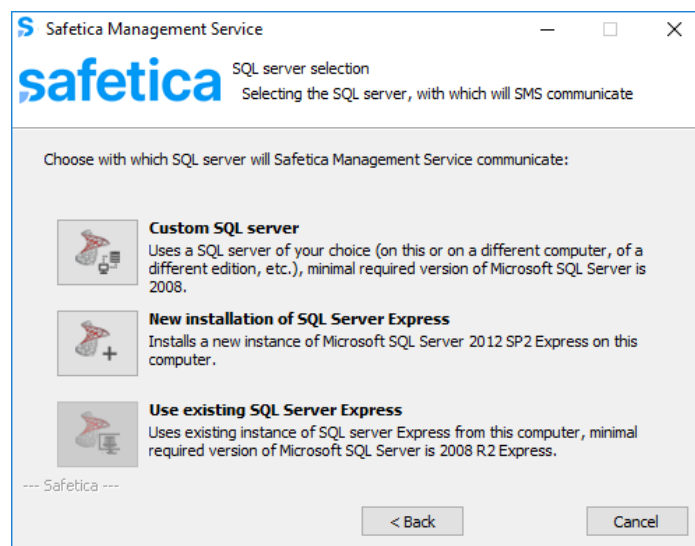 Safetica Management Service
safetica
SQL server selection
Selecting the SQL server, with which will SMS communicate
Choose with which SQL server will Safetica Management Service communicate:
Custom SQL server
Uses a SQL server of your choice (on this or on a different computer, of a
different edition, etc.), minimal required version of Microsoft SQL Server is
2008.
New installation of SQL Server Express
Installs a new instance of Microsoft SQL Server 2012 SP2 Express on this
computer.
Use existing SQL Server Express
Uses existing instance of SQL server Express from this computer, minimal
required version of Microsoft SQL Server is 2008 R2 Express.
--- Safetica ---
< Back
Cancel